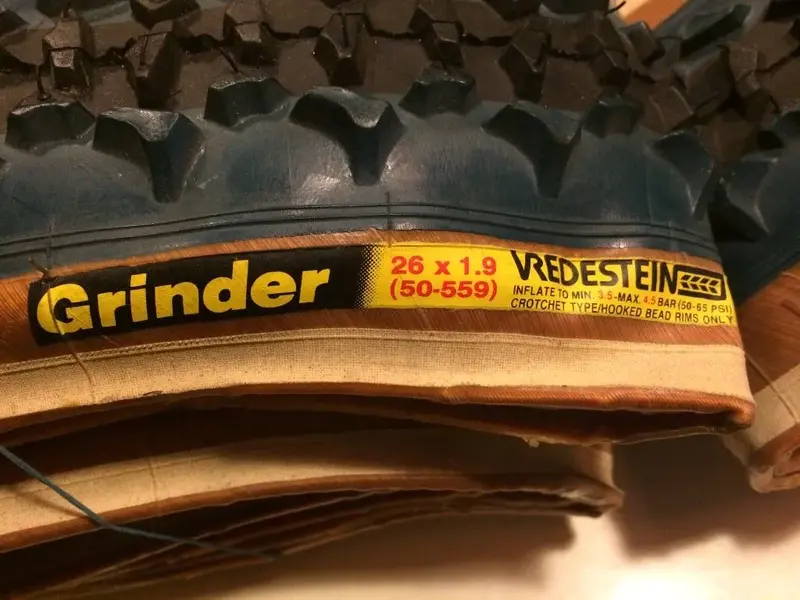 Grinder
26 x 1.9
(50-559)
VREDESTEIN
INFLATE TO MIN. 3.5-MAX. 4.5 BAR (50-65 PSI)
CROTCHET TYPE/HOOKED BEAD RIMS ONLY